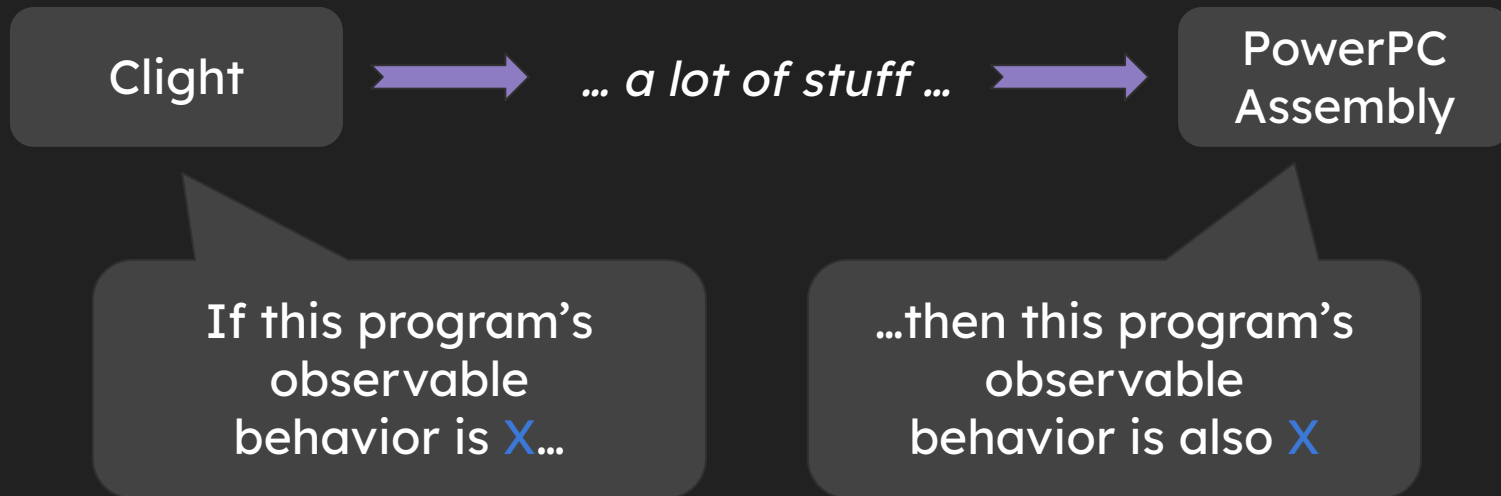 Clight
… a lot of stuff …
PowerPC
Assembly
If this program’s
observable
behavior is X…
…then this program’s
observable
behavior is also X